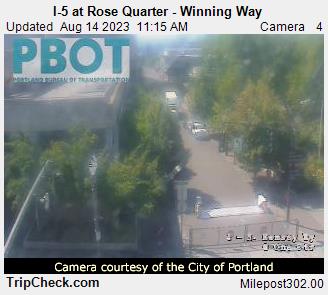 I-5 at Rose Quarter - Winning Way
Updated Aug 14 2023 11:15 AM Camera 4
PBOT
PORTLAND BUREAU OF TRANSPORTATION
Camera courtesy of the City of Portland
TripCheck.com Milepost302.00